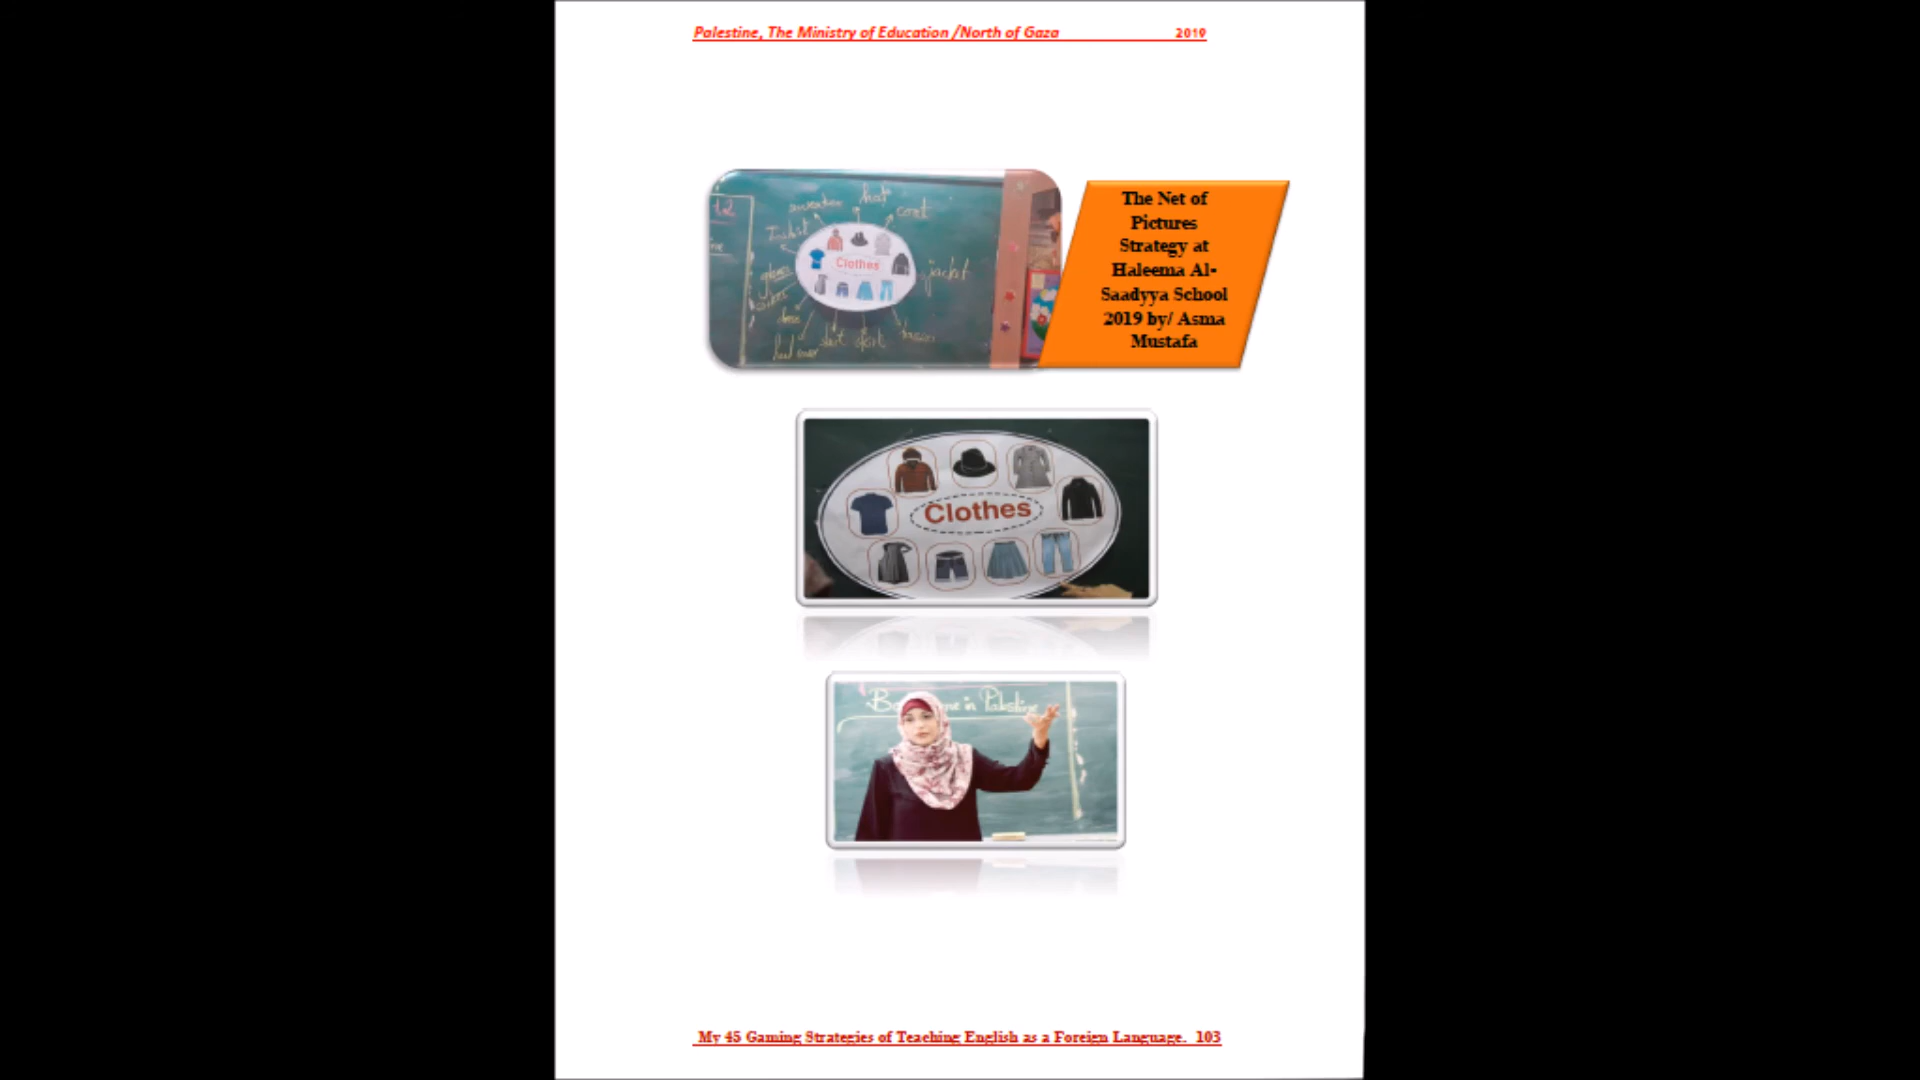 Palestine, The Ministry of Education /North of Gaza 2019
The Net of
Pictures
Strategy at
Haleema Al-
Saadyya School
2019 by/ Asma
Mustafa
sweater
hat
coat
T-shirt
Clothes
jacket
gloves
dress
skirt
trousers
Clothes
in Palestine
My 45 Gaming Strategies of Teaching English as a Foreign Language. 103